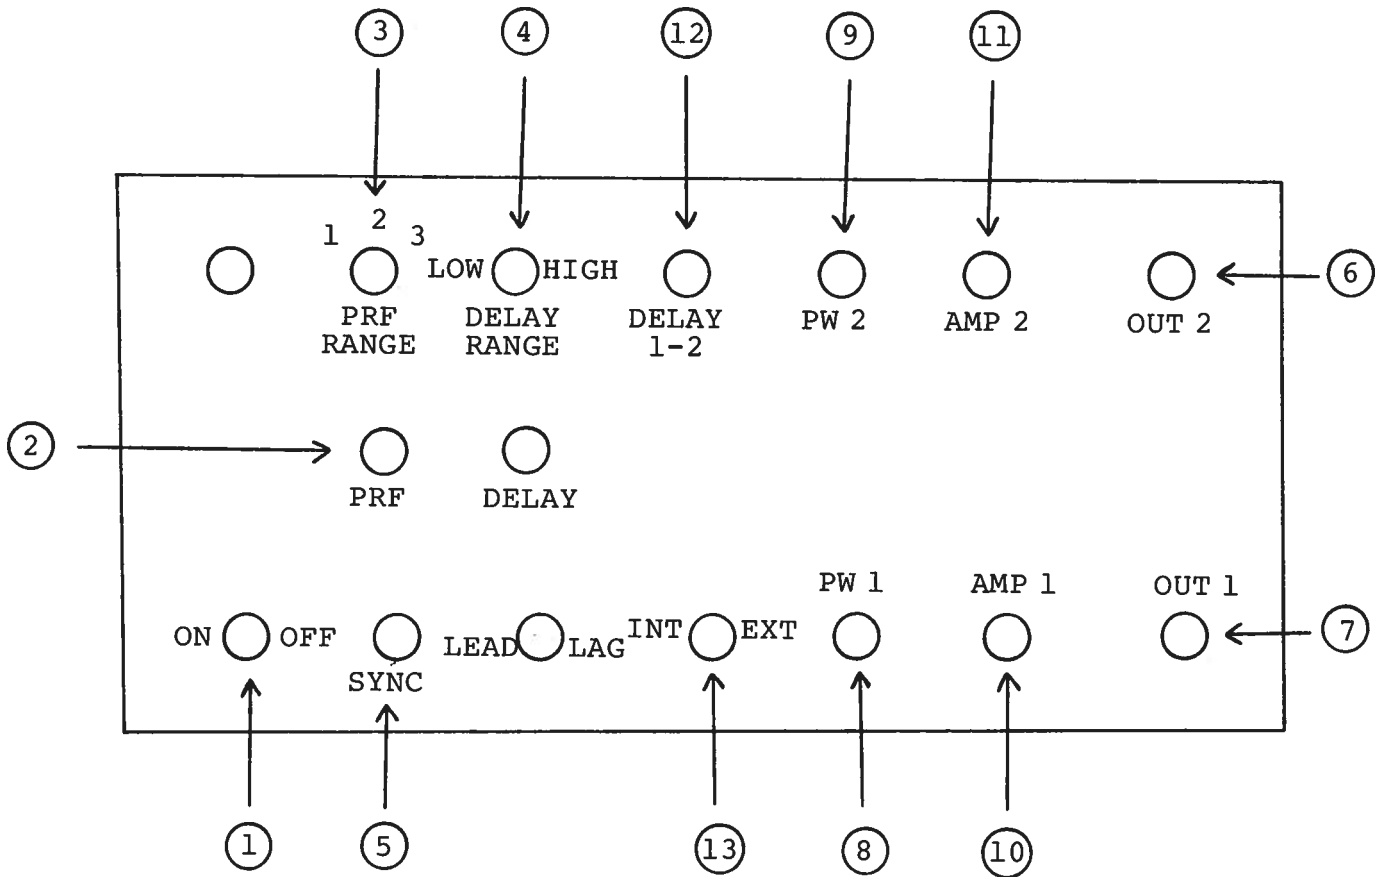 3 4 12 9 11
2
1 3
LOW HIGH
6
PRF DELAY DELAY PW 2 AMP 2 OUT 2
RANGE RANGE 1-2
2
PRF DELAY
PW 1 AMP 1 OUT 1
ON OFF LEAD LAG INT EXT
7
SYNC
1 5 13 8 10